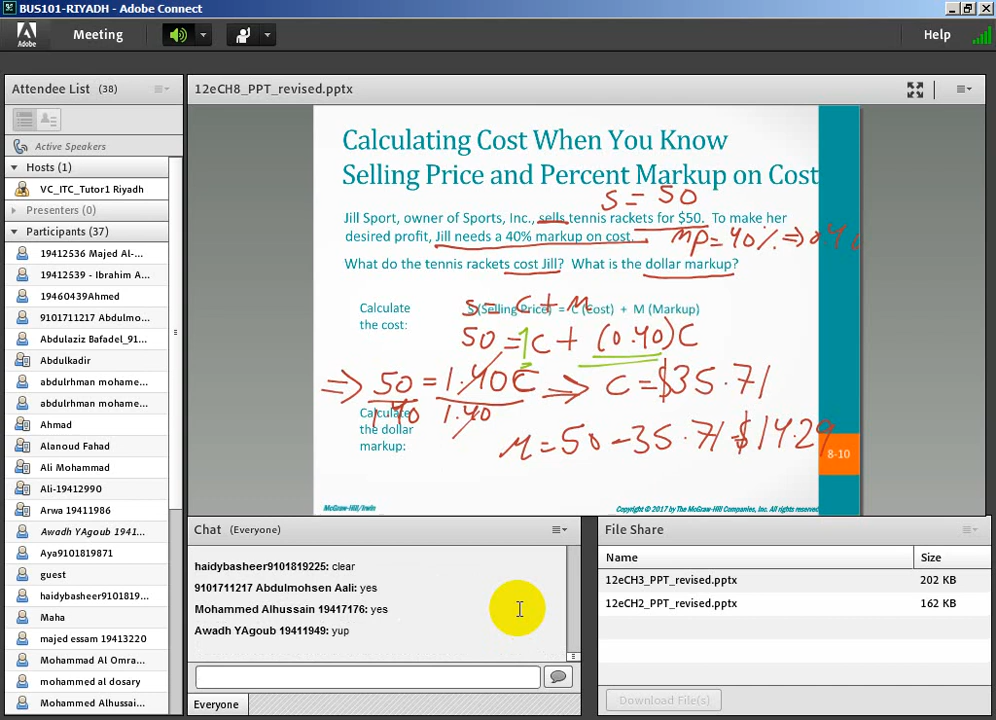 BUS101-RIYADH - Adobe Connect
Adobe
Meeting
Help
Attendee List (38)
Active Speakers
Hosts (1)
VC_ITC_Tutor1 Riyadh
Presenters (0)
Participants (37)
19412536 Majed Al-...
19412539 - Ibrahim A...
19460439Ahmed
9101711217 Abdulmo...
Abdulaziz Bafadel_91...
Abdulkadir
abdulrhman mohame...
abdulrhman mohame...
Ahmad
Alanoud Fahad
Ali Mohammad
Ali-19412990
Arwa 19411986
Awadh YAgoub 1941...
Aya9101819871
guest
haidybasheer9101819...
Maha
majed essam 19413220
Mohammad Al Omra...
mohammed al dosary
Mohammed Alhussai...
12eCH8_PPT_revised.pptx
Calculating Cost When You Know
Selling Price and Percent Markup on Cost
S = 50
Jill Sport, owner of Sports, Inc., sells tennis rackets for $50. To make her
desired profit, Jill needs a 40% markup on cost.
MP = 40% => 0.40
What do the tennis rackets cost Jill? What is the dollar markup?
Calculate
the cost:
S (Selling Price) = C (Cost) + M (Markup)
S = C + M
50 = 1C + (0.40)C
=> 50 = 1.40C => C = $35.71
1.40 1.40
Calculate
the dollar
markup:
M = 50 - 35.71 = $14.29
8-10
McGraw-Hill/Irwin
Copyright © 2017 by The McGraw-Hill Companies, Inc. All rights reserved.
Chat (Everyone)
haidybasheer9101819225: clear
9101711217 Abdulmohsen Aali: yes
Mohammed Alhussain 19417176: yes
Awadh YAgoub 19411949: yup
Everyone
File Share
Name Size
12eCH3_PPT_revised.pptx 202 KB
12eCH2_PPT_revised.pptx 162 KB
Download File(s)